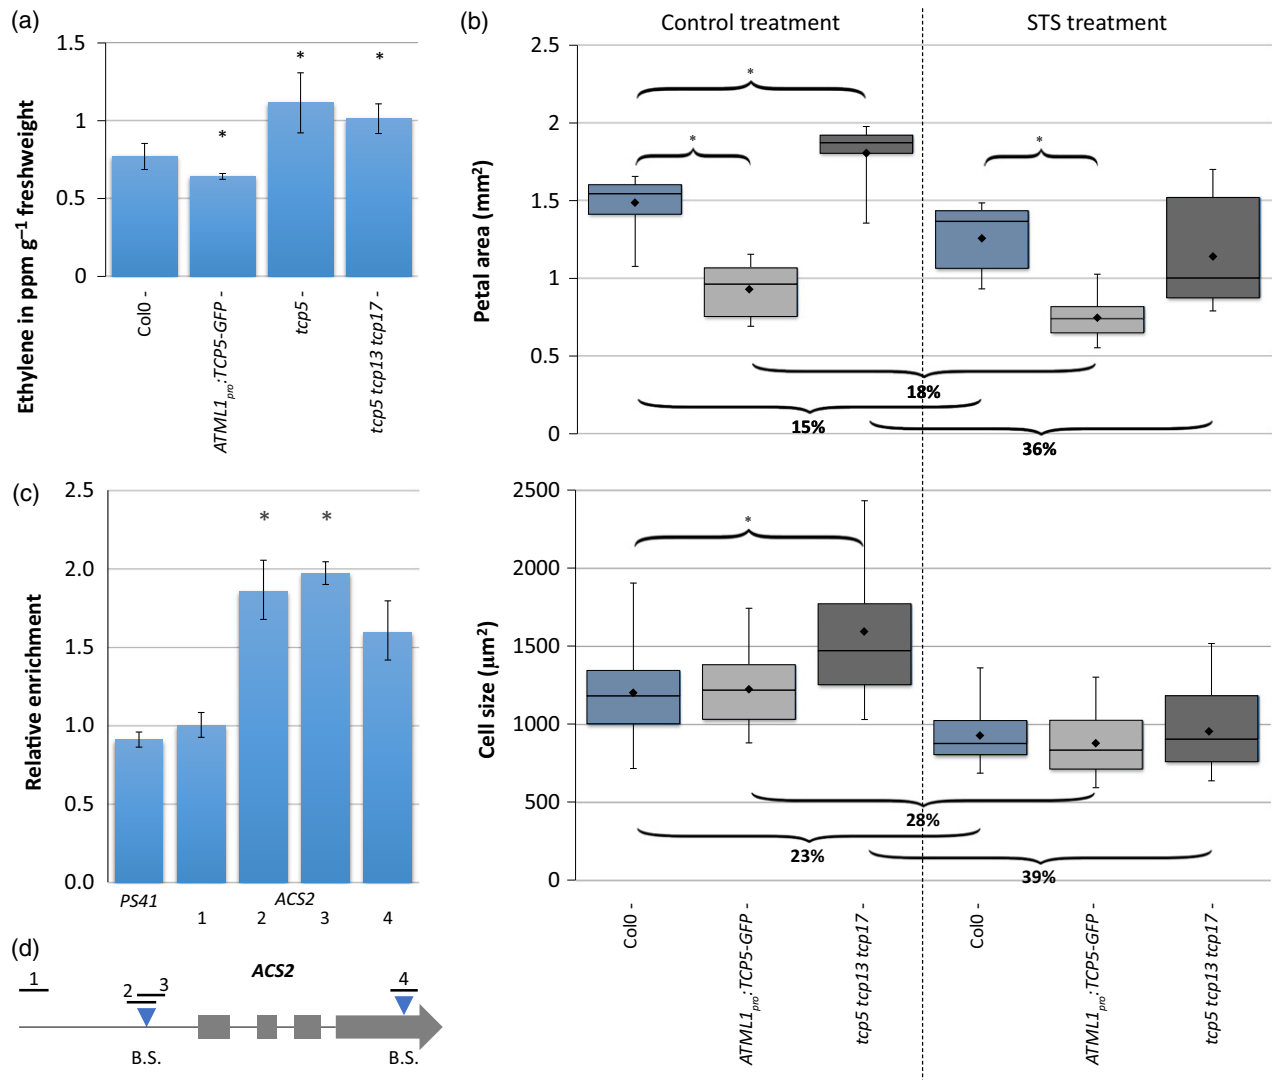 (a)
1.5
1
0.5
0
Ethylene in ppm g⁻¹ freshweight
* * *
Col0 -
ATML1pro:TCP5-GFP -
tcp5 -
tcp5 tcp13 tcp17 -
(b)
Control treatment
STS treatment
2.5
2
1.5
1
0.5
0
Petal area (mm²)
* * *
18%
15%
36%
2500
2000
1500
1000
500
0
Cell size (µm²)
*
28%
23%
39%
Col0 -
ATML1pro:TCP5-GFP -
tcp5 tcp13 tcp17 -
Col0 -
ATML1pro:TCP5-GFP -
tcp5 tcp13 tcp17 -
(c)
2.5
2.0
1.5
1.0
0.5
0.0
Relative enrichment
* *
PS41 ACS2
1 2 3 4
(d)
ACS2
1 2 3 4
B.S. B.S.